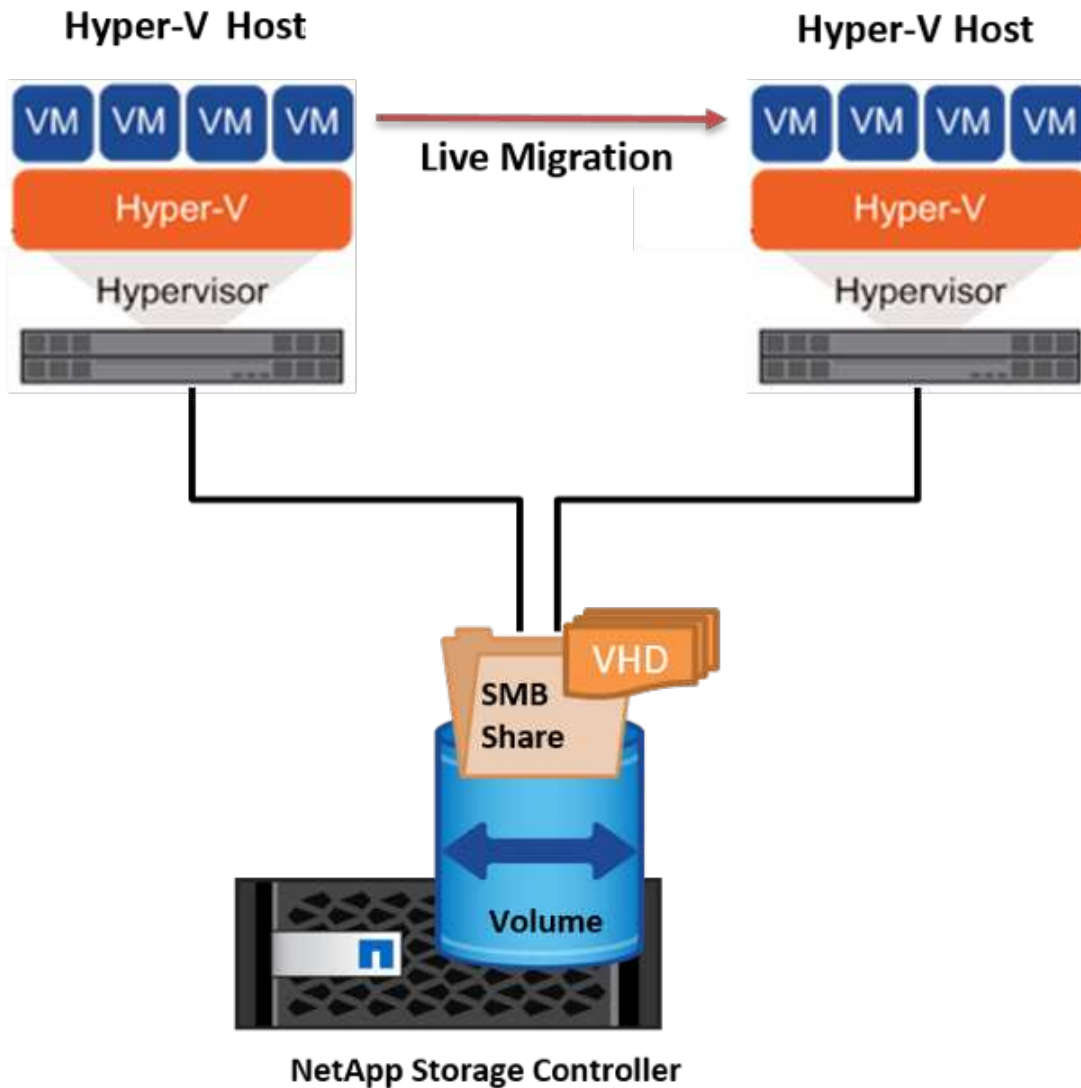 Hyper-V Host
Hyper-V Host
VM VM VM VM
VM VM VM VM
Live Migration
Hyper-V
Hyper-V
Hypervisor
Hypervisor
VHD
SMB
Share
Volume
NetApp Storage Controller